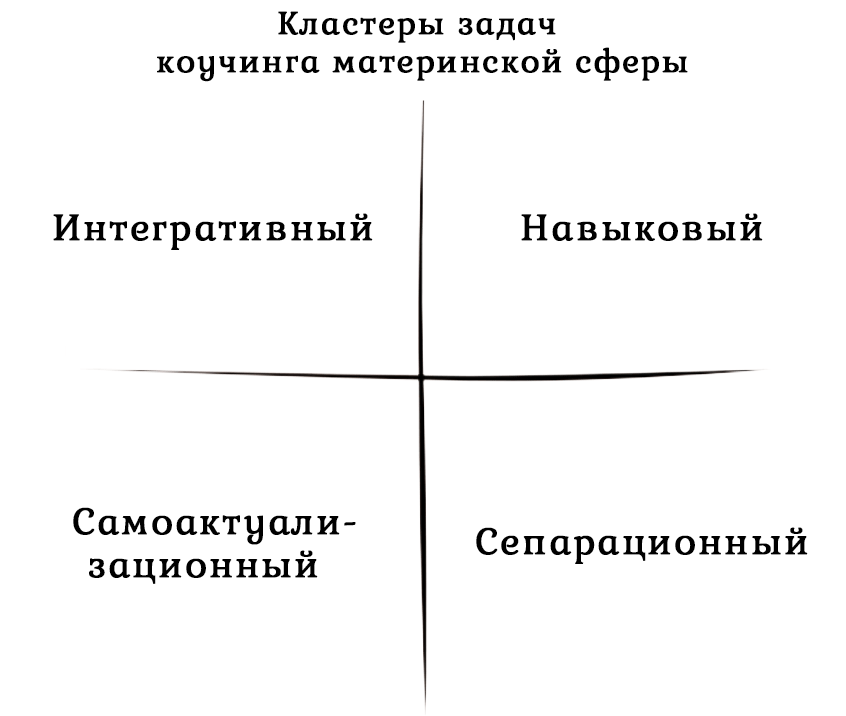 Кластеры задач
коучинга материнской сферы
Интегративный
Навыковый
Самоактуали-
зационный
Сепарационный